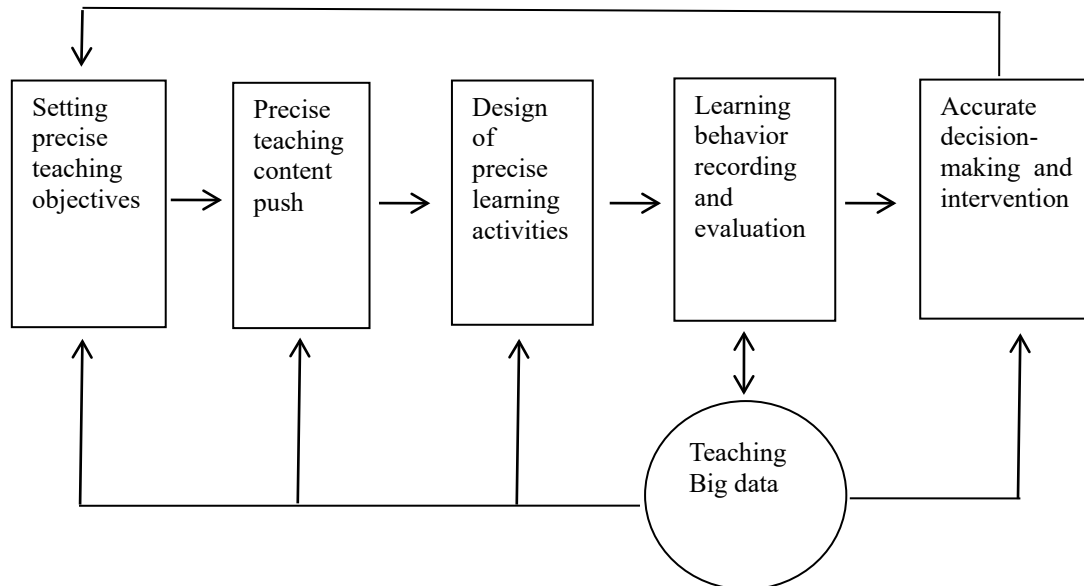 Setting
precise
teaching
objectives
Precise
teaching
content
push
Design
of
precise
learning
activities
Learning
behavior
recording
and
evaluation
Accurate
decision-
making and
intervention
Teaching
Big data